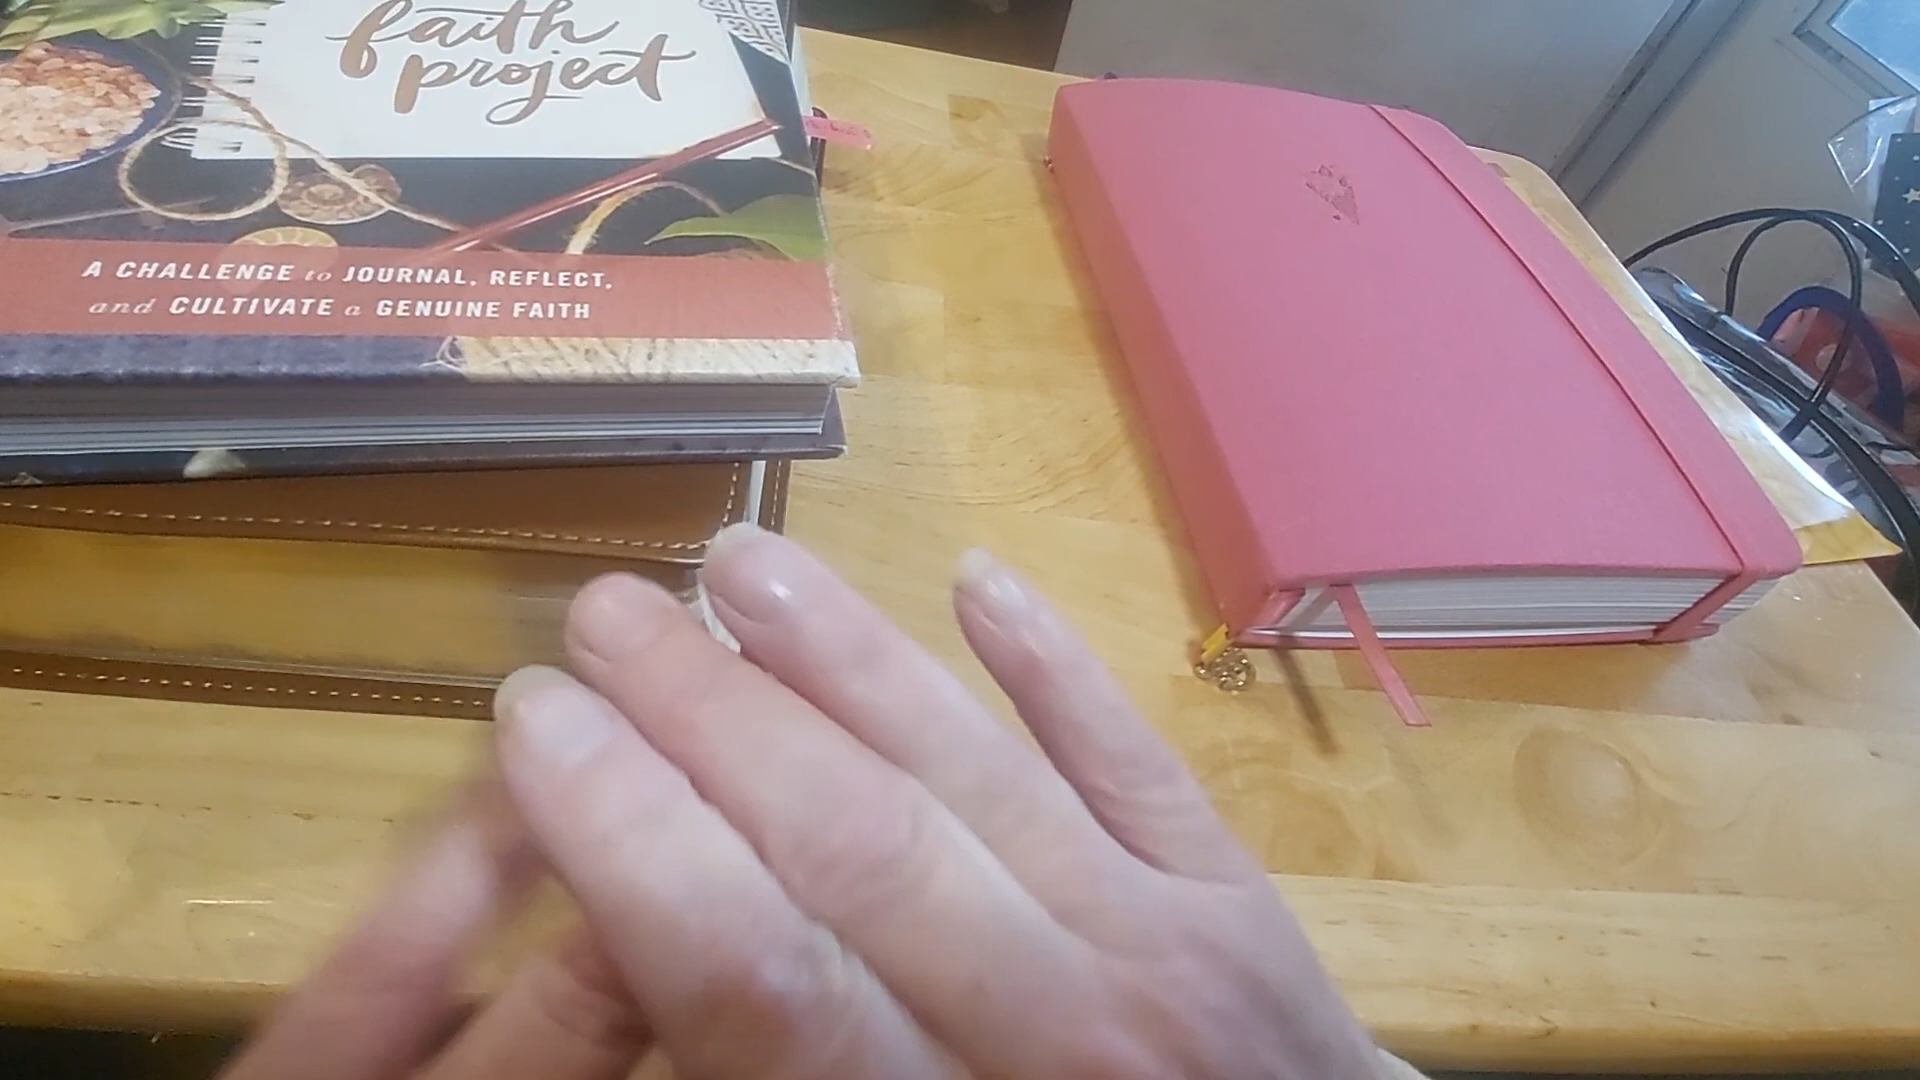 faith
project
A CHALLENGE to JOURNAL, REFLECT,
and CULTIVATE a GENUINE FAITH